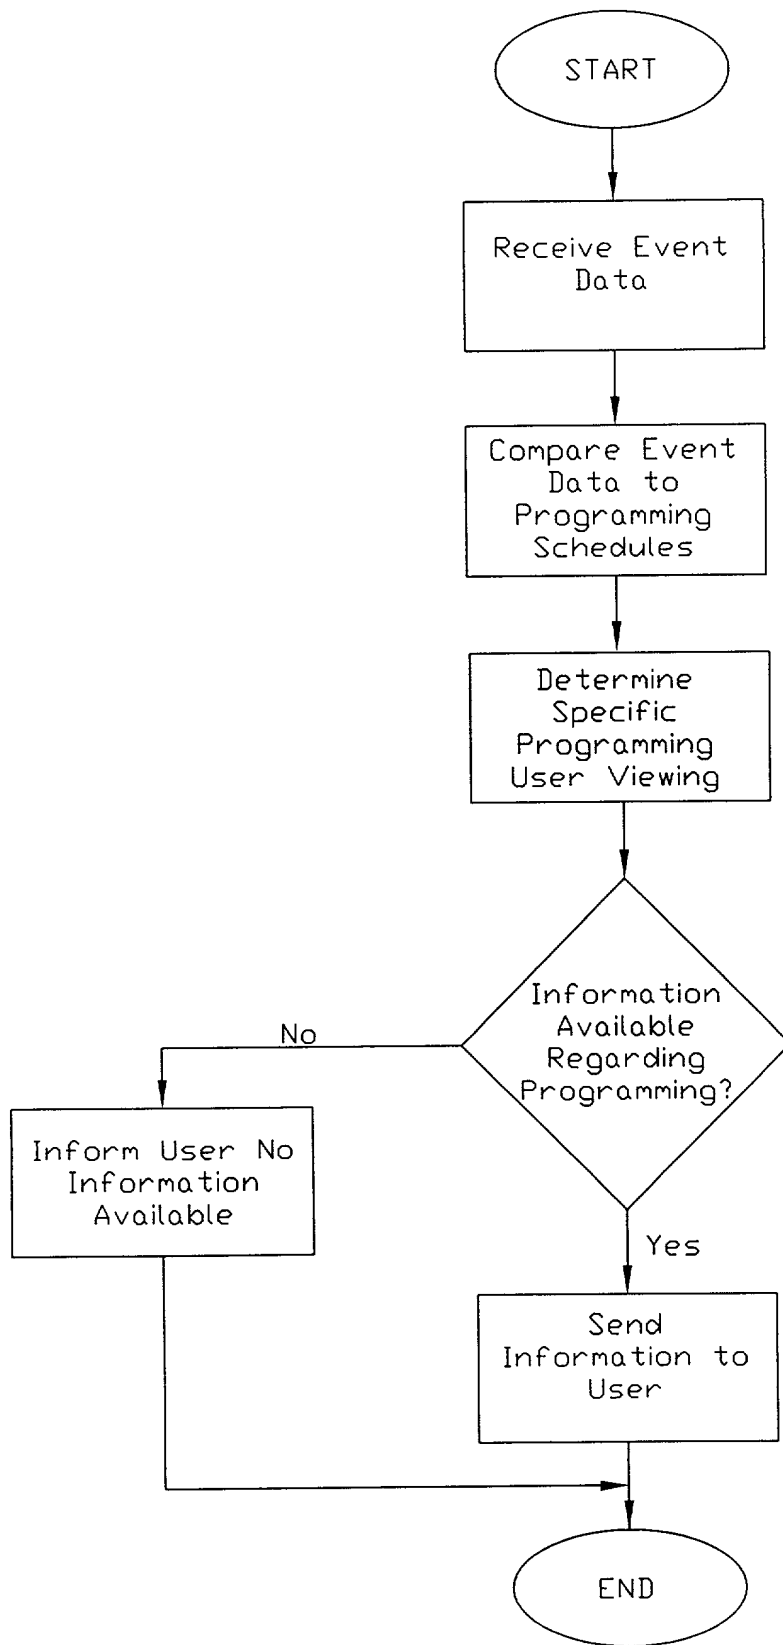 START
Receive Event
Data
Compare Event
Data to
Programming
Schedules
Determine
Specific
Programming
User Viewing
Information
Available
Regarding
Programming?
No
Inform User No
Information
Available
Yes
Send
Information to
User
END